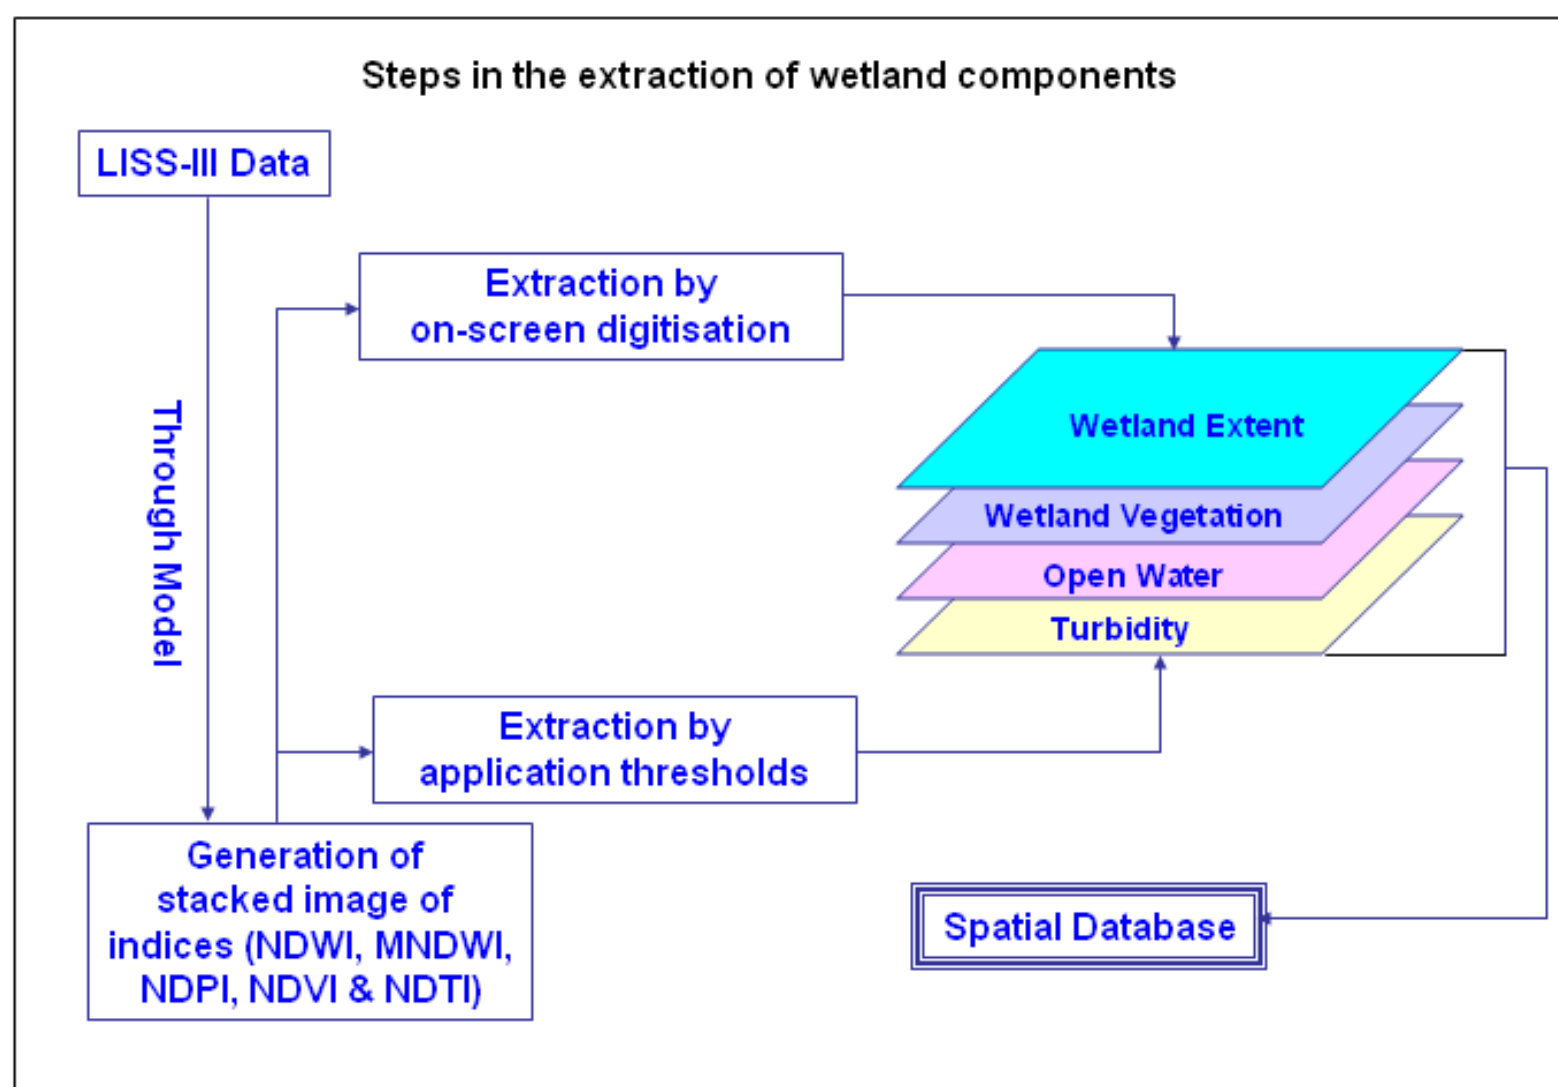 Steps in the extraction of wetland components
LISS-III Data
Through Model
Extraction by
on-screen digitisation
Wetland Extent
Wetland Vegetation
Open Water
Turbidity
Extraction by
application thresholds
Generation of
stacked image of
indices (NDWI, MNDWI,
NDPI, NDVI & NDTI)
Spatial Database